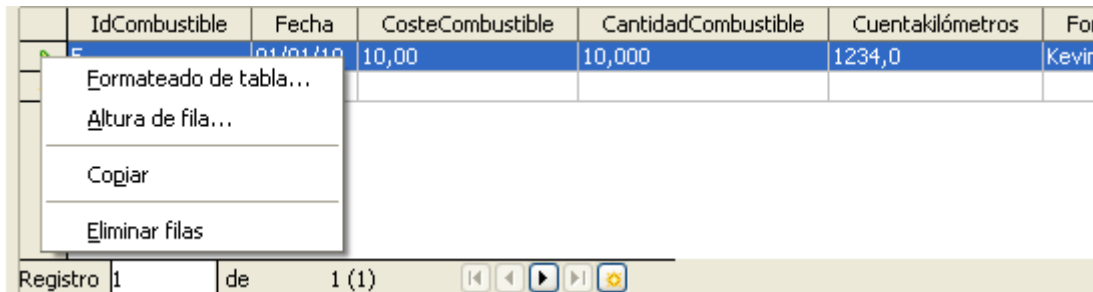 IdCombustible Fecha CosteCombustible CantidadCombustible Cuentakilómetros
10,00 10,000 1234,0
Formateado de tabla...
Altura de fila...
Copiar
Eliminar filas
Registro 1 de 1 (1)